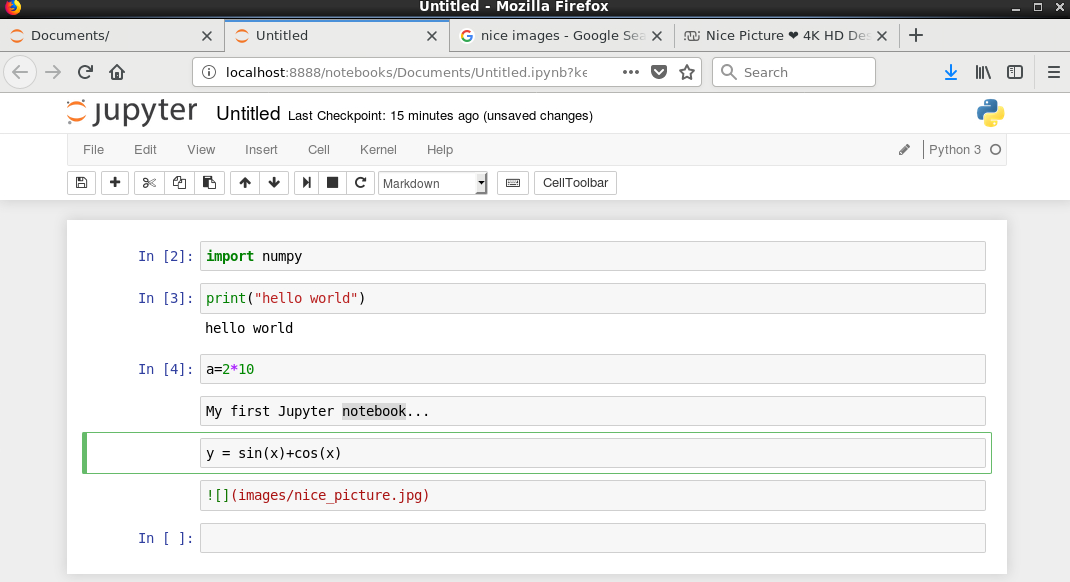 Untitled - Mozilla Firefox
Documents/
Untitled
nice images - Google Sea
Nice Picture ❤ 4K HD Des
localhost:8888/notebooks/Documents/Untitled.ipynb?ke
Search
jupyter Untitled Last Checkpoint: 15 minutes ago (unsaved changes)
File Edit View Insert Cell Kernel Help Python 3
Markdown CellToolbar
In [2]: import numpy
In [3]: print("hello world")
hello world
In [4]: a=2*10
My first Jupyter notebook...
y = sin(x)+cos(x)
![](images/nice_picture.jpg)
In [ ]: